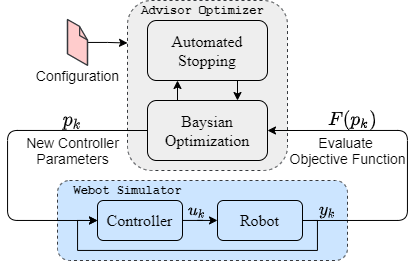 Advisor Optimizer
Automated
Stopping
Configuration
Baysian
Optimization
p_k
New Controller
Parameters
F(p_k)
Evaluate
Objective Function
Webot Simulator
Controller
u_k
Robot
y_k